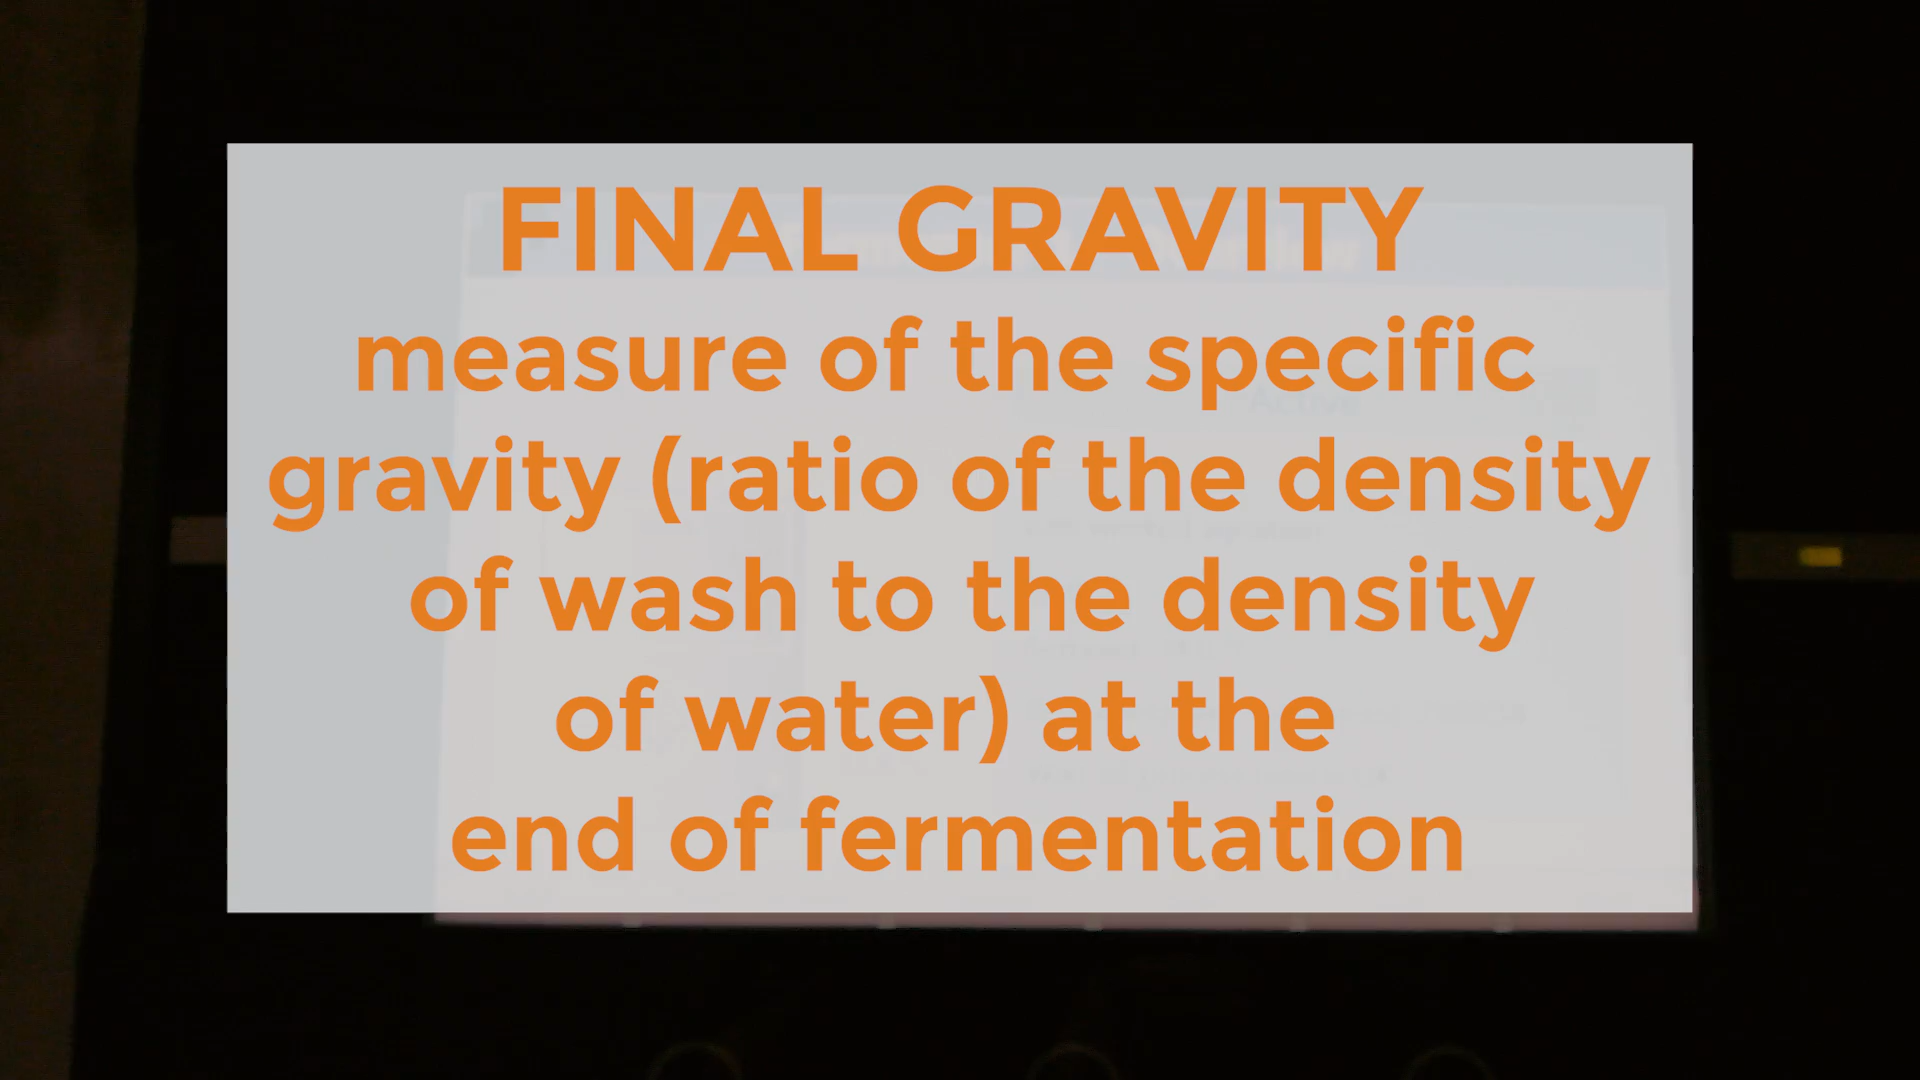 FINAL GRAVITY
measure of the specific
gravity (ratio of the density
of wash to the density
of water) at the
end of fermentation
Active